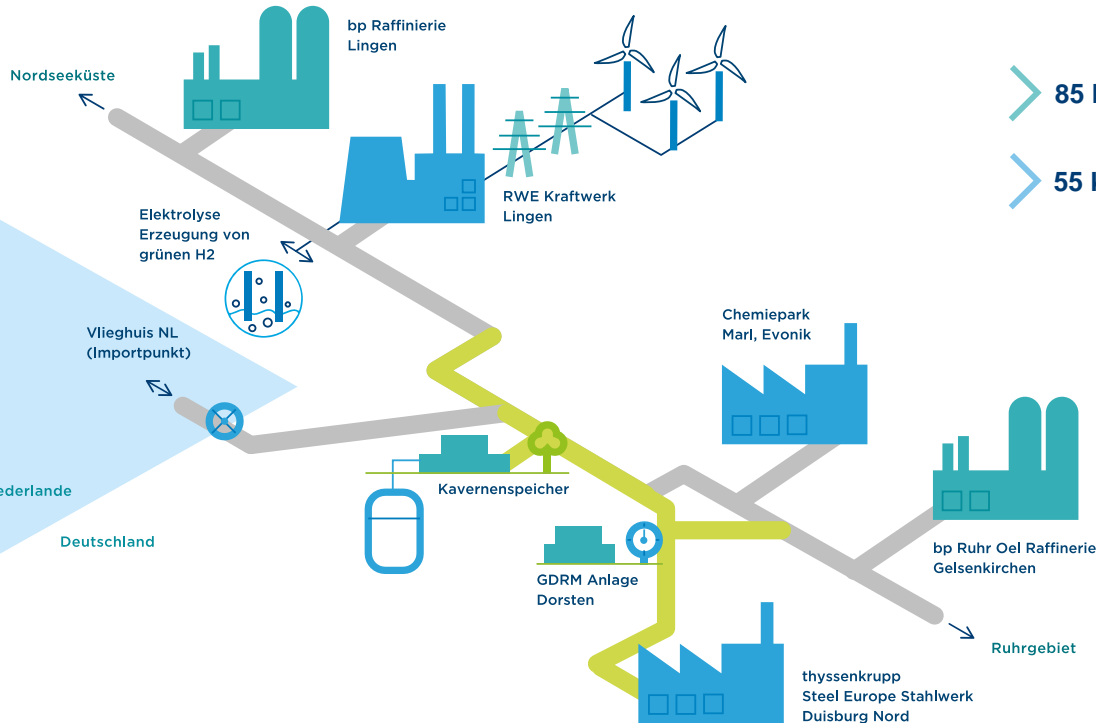 bp Raffinierie
Lingen
Nordseeküste
85
55
RWE Kraftwerk
Lingen
Elektrolyse
Erzeugung von
grünen H2
Vlieghuis NL
(Importpunkt)
Chemiepark
Marl, Evonik
Kavernenspeicher
ederlande
Deutschland
GDRM Anlage
Dorsten
bp Ruhr Oel Raffinerie
Gelsenkirchen
Ruhrgebiet
thyssenkrupp
Steel Europe Stahlwerk
Duisburg Nord